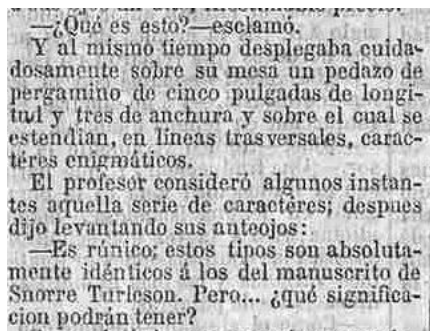 —¿Qué es esto?—esclamó.
Y al mismo tiempo desplegaba cuida-
dosamente sobre su mesa un pedazo de
pergamino de cinco pulgadas de longi-
tud y tres de anchura y sobre el cual se
estendian, en líneas trasversales, carac-
téres enigmáticos.
El profesor consideró algunos instan-
tes aquella serie de caractéres; despues
dijo levantando sus anteojos:
—Es rúnico; estos tipos son absoluta-
mente idénticos á los del manuscrito de
Snorre Turleson. Pero... ¿qué significa-
cion podrán tener?